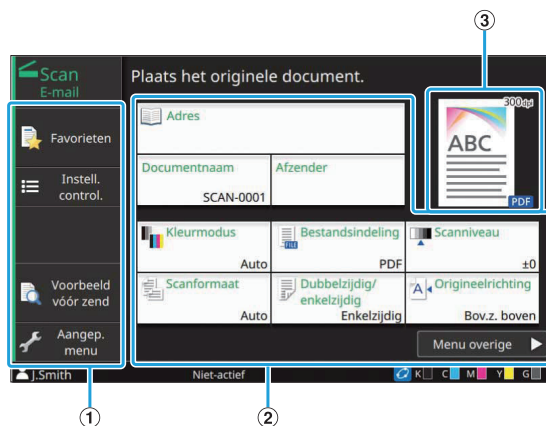 ③
Scan
E-mail
Plaats het originele document.
Favorieten
Instell.
control.
Voorbeeld
vóór zend
Aangep.
menu
Adres
Documentnaam
SCAN-0001
Afzender
300dpi
ABC
PDF
Kleurmodus
Auto
Bestandsindeling
FILE
PDF
Scanniveau
±0
Scanformaat
Auto
Dubbelzijdig/
enkelzijdig
Enkelzijdig
A
Origineelrichting
Bov.z. boven
Menu overige
J.Smith
Niet-actief
K C M Y G
①
②